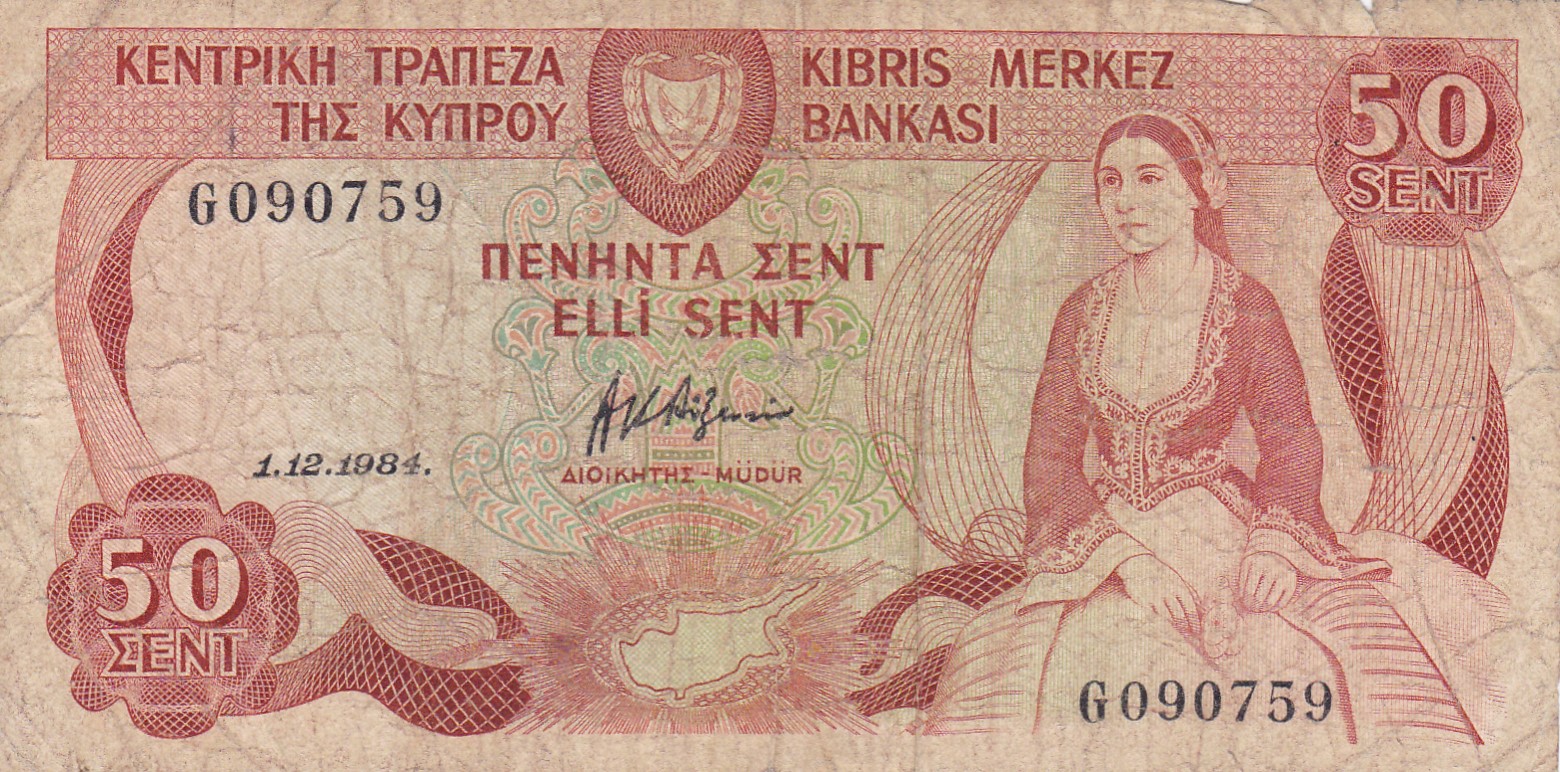 ΚΕΝΤΡΙΚΗ ΤΡΑΠΕΖΑ
ΤΗΣ ΚΥΠΡΟΥ
KIBRIS MERKEZ
BANKASI
50
SENT
G090759
ΠΕΝΗΝΤΑ ΣΕΝΤ
ELLİ SENT
1.12.1984.
ΔΙΟΙΚΗΤΗΣ - MÜDÜR
50
ΣΕΝΤ
G090759